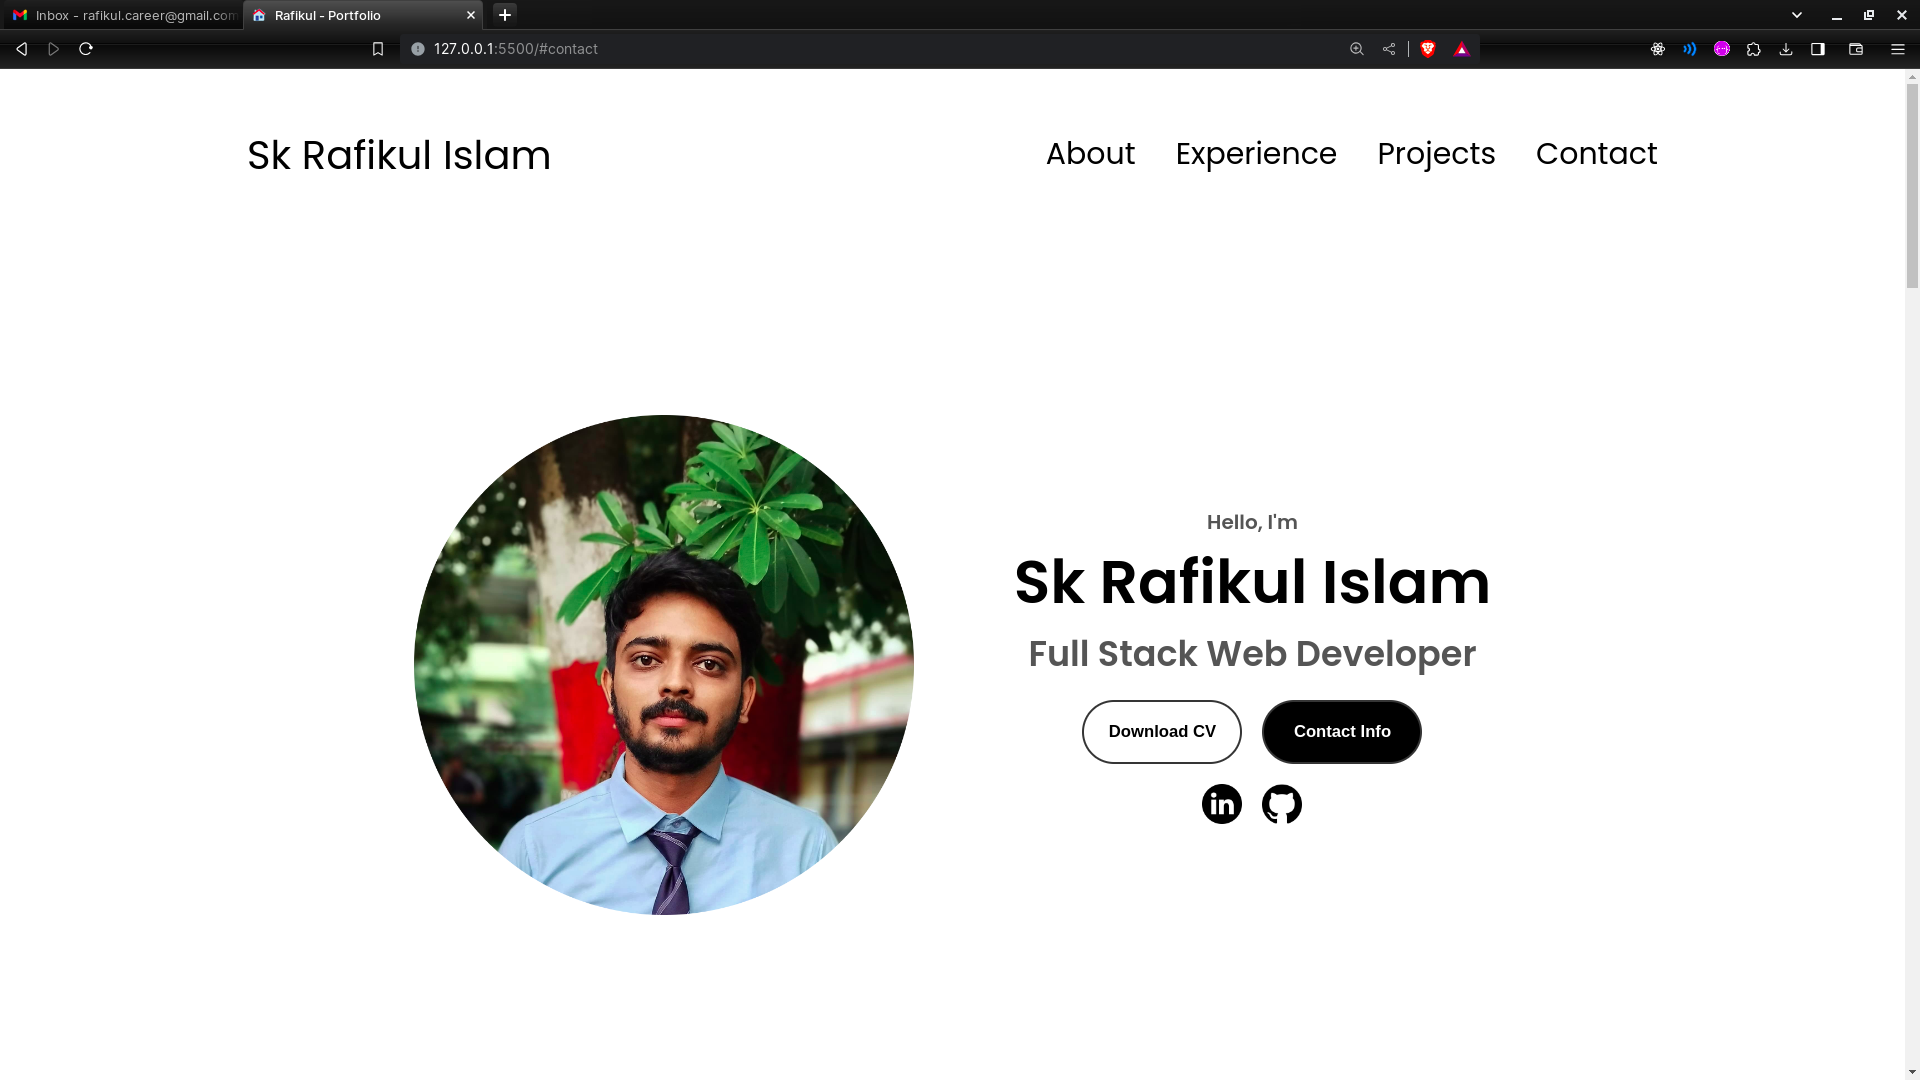 Inbox - rafikul.career@gmail.com
Rafikul - Portfolio
127.0.0.1:5500/#contact
Sk Rafikul Islam
About Experience Projects Contact
Hello, I'm
Sk Rafikul Islam
Full Stack Web Developer
Download CV Contact Info
in